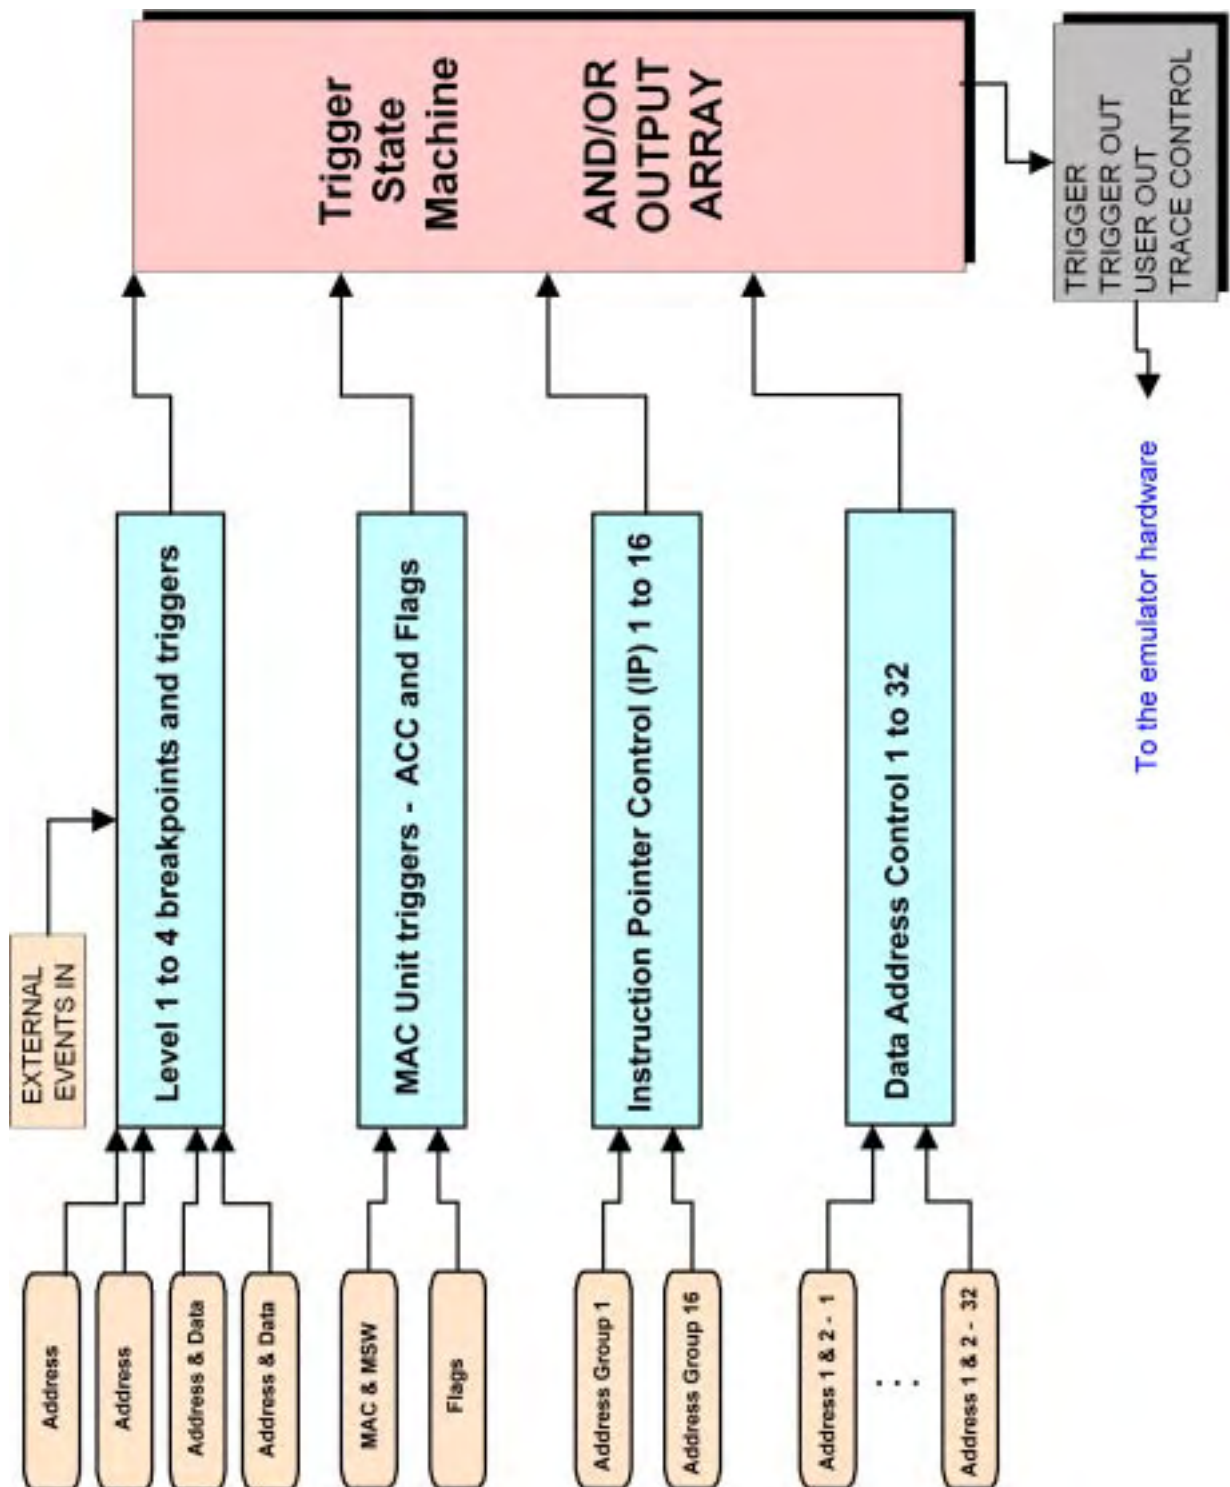 EXTERNAL
EVENTS IN
Address
Address
Address & Data
Address & Data
Level 1 to 4 breakpoints and triggers
MAC & MSW
Flags
MAC Unit triggers - ACC and Flags
Address Group 1
Address Group 16
Instruction Pointer Control (IP) 1 to 16
Address 1 & 2 - 1
. . .
Address 1 & 2 - 32
Data Address Control 1 to 32
Trigger
State
Machine
AND/OR
OUTPUT
ARRAY
TRIGGER
TRIGGER OUT
USER OUT
TRACE CONTROL
To the emulator hardware